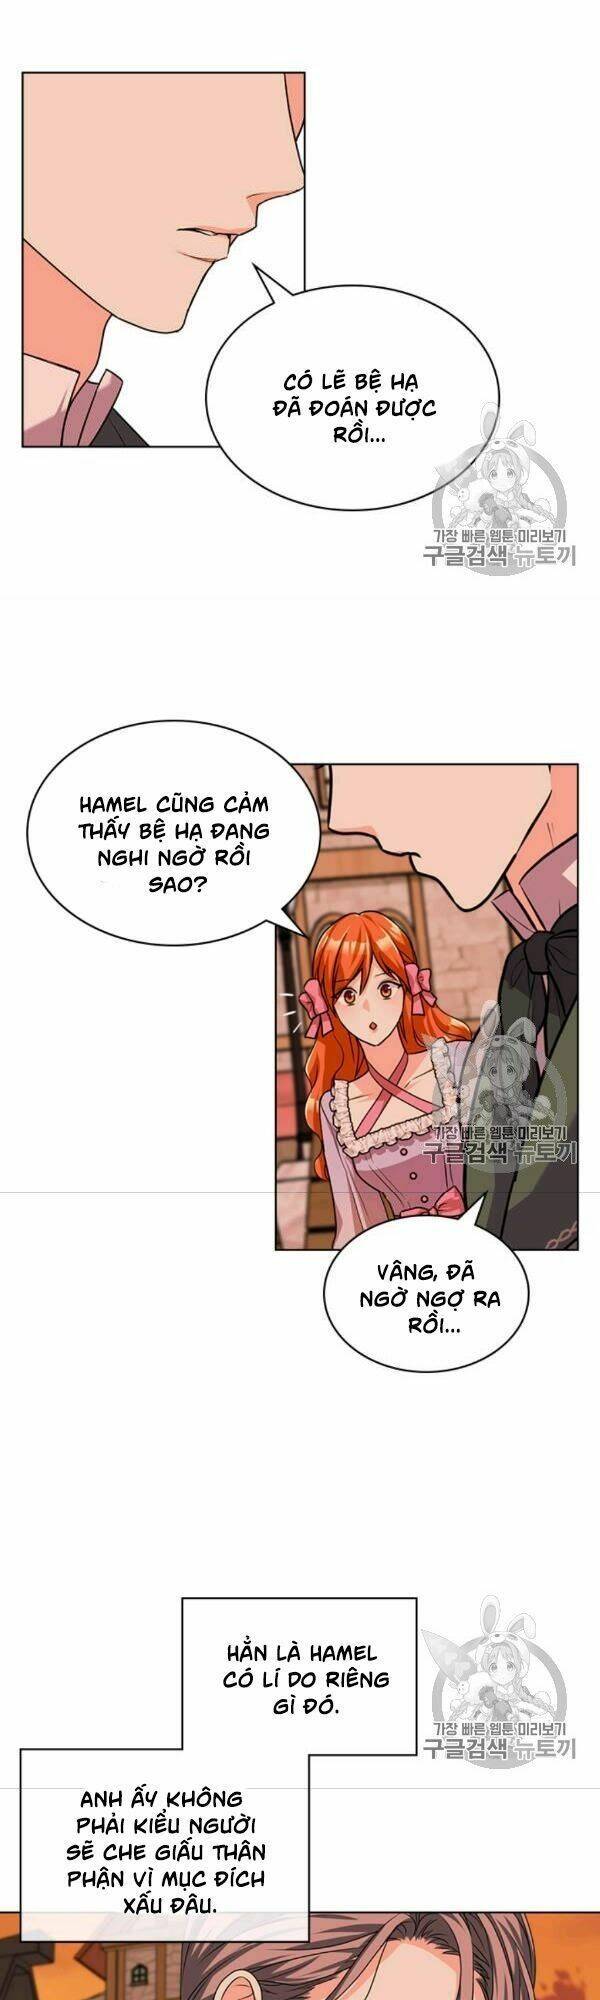 CÓ LẼ BỆ HẠ
ĐÃ ĐOÁN ĐƯỢC
RỒI...
가장 빠른 웹툰 미리보기
구글검색 뉴토끼
HAMEL CŨNG CẢM
THẤY BỆ HẠ ĐANG
NGHI NGỜ RỒI
SAO?
가장 빠른 웹툰 미리보기
구글검색 뉴토끼
VÂNG, ĐÃ
NGỜ NGỢ RA
RỒI...
HẲN LÀ HAMEL
CÓ LÍ DO RIÊNG
GÌ ĐÓ.
가장 빠른 웹툰 미리보기
구글검색 뉴토끼
ANH ẤY KHÔNG
PHẢI KIỂU NGƯỜI
SẼ CHE GIẤU THÂN
PHẬN VÌ MỤC ĐÍCH
XẤU ĐÂU.